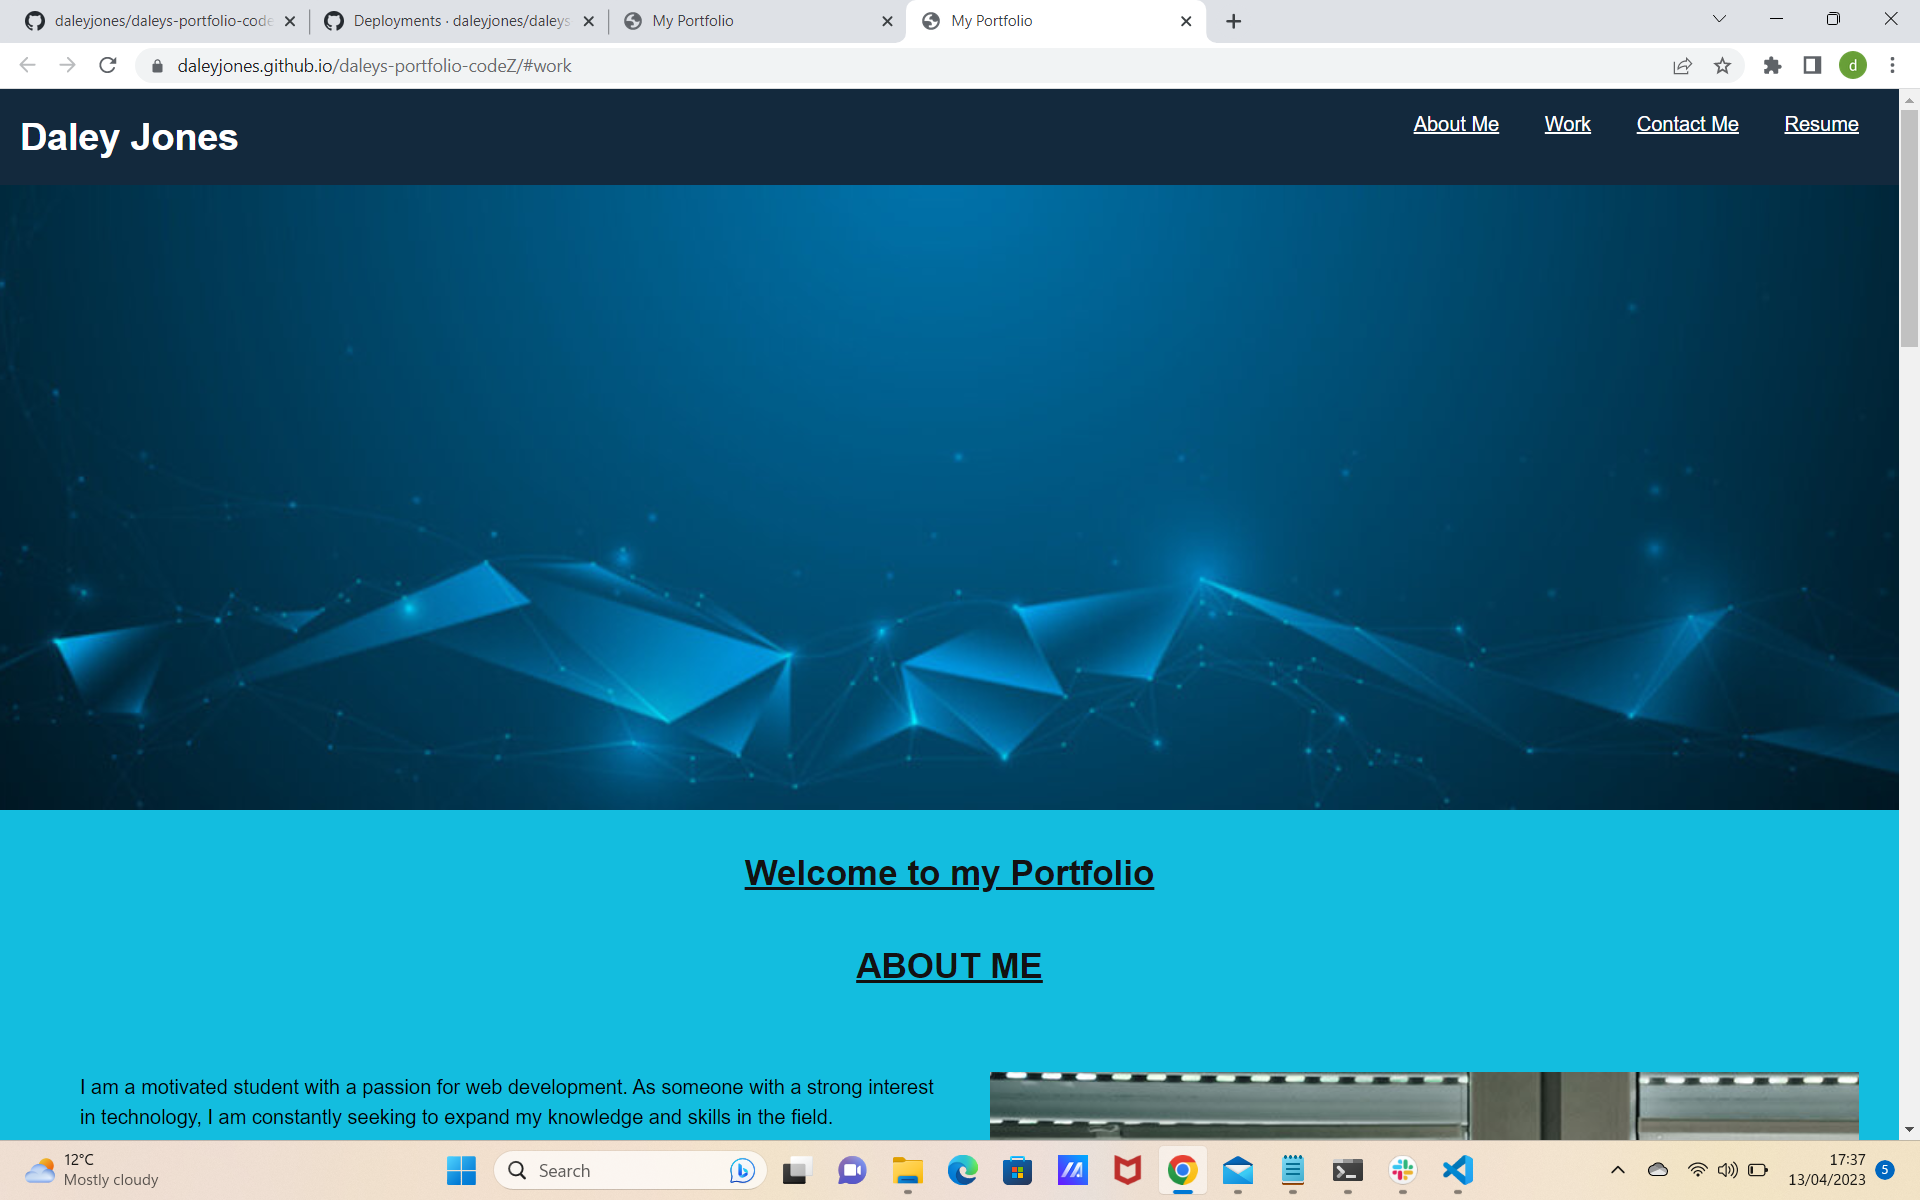 daleyjones/daleys-portfolio-code
Deployments · daleyjones/daleys
My Portfolio
My Portfolio
daleyjones.github.io/daleys-portfolio-codeZ/#work
d
Daley Jones
About Me
Work
Contact Me
Resume
Welcome to my Portfolio
ABOUT ME
I am a motivated student with a passion for web development. As someone with a strong interest
in technology, I am constantly seeking to expand my knowledge and skills in the field.
12°C
Mostly cloudy
Search
17:37
13/04/2023
5